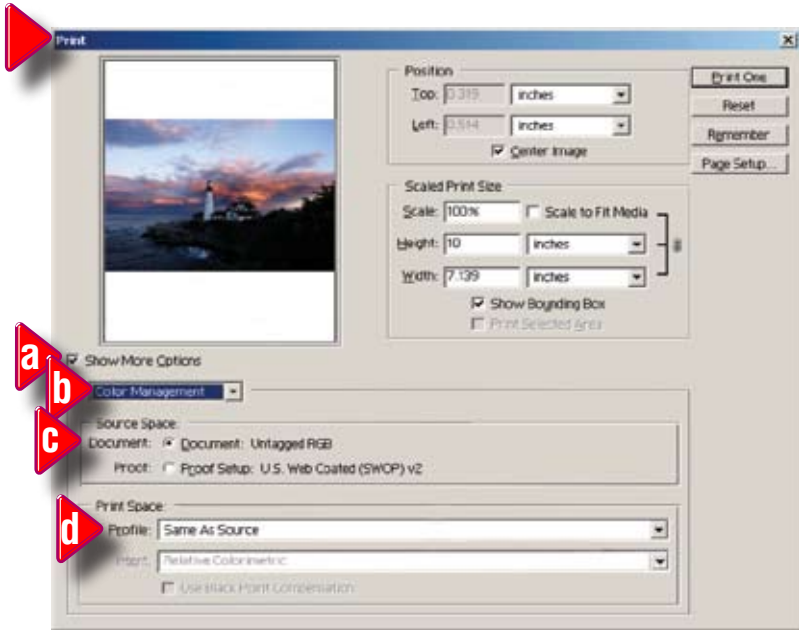 Print
Position
Top: 0.319 inches
Left: 0.514 inches
Center Image
Print One
Reset
Remember
Page Setup...
Scaled Print Size
Scale: 100% Scale to Fit Media
Height: 10 inches
Width: 7.139 inches
Show Bounding Box
Print Selected Area
a Show More Options
b Color Management
Source Space:
c Document: Document: Untagged RGB
Proof: Proof Setup: U.S. Web Coated (SWOP) v2
Print Space:
d Profile: Same As Source
Intent: Relative Colorimetric
Use Black Point Compensation